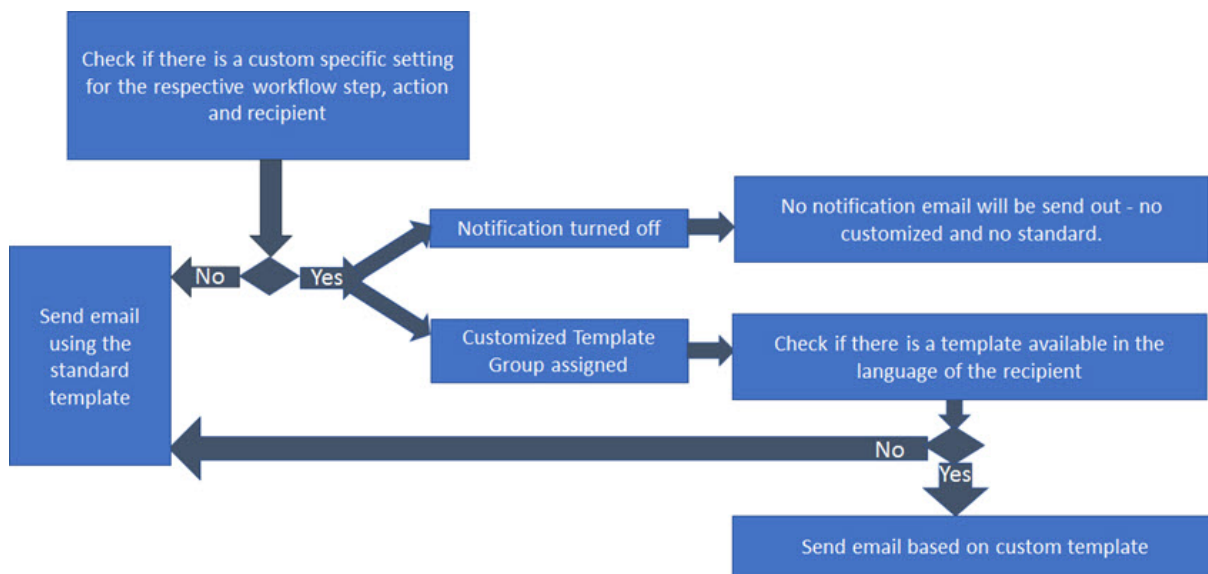 Check if there is a custom specific setting
for the respective workflow step, action
and recipient
Notification turned off
No notification email will be send out - no
customized and no standard.
No
Yes
Send email
using the
standard
template
Customized Template
Group assigned
Check if there is a template available in the
language of the recipient
No
Yes
Send email based on custom template